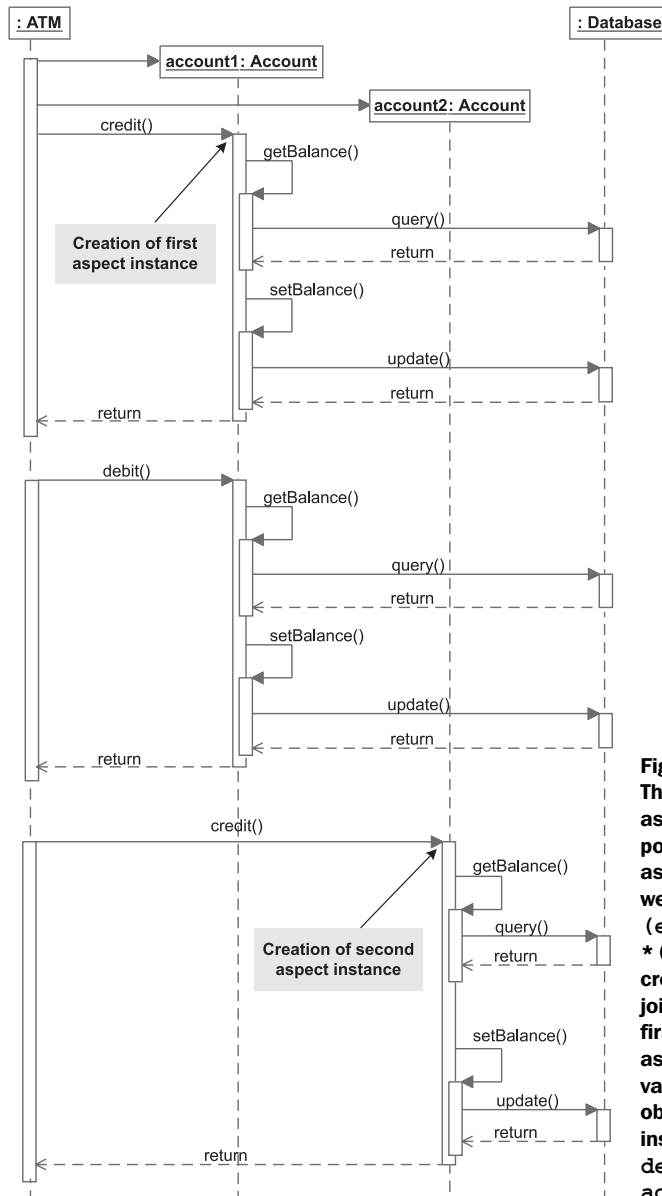 : ATM
: Database
account1: Account
account2: Account
credit()
getBalance()
Creation of first
aspect instance
query()
return
setBalance()
update()
return
return
debit()
getBalance()
query()
return
setBalance()
update()
return
return
credit()
getBalance()
Creation of second
aspect instance
query()
return
setBalance()
update()
return
return
Fig
Th
as
po
as
we
(e
*(
cre
joi
firs
as
va
ob
ins
de